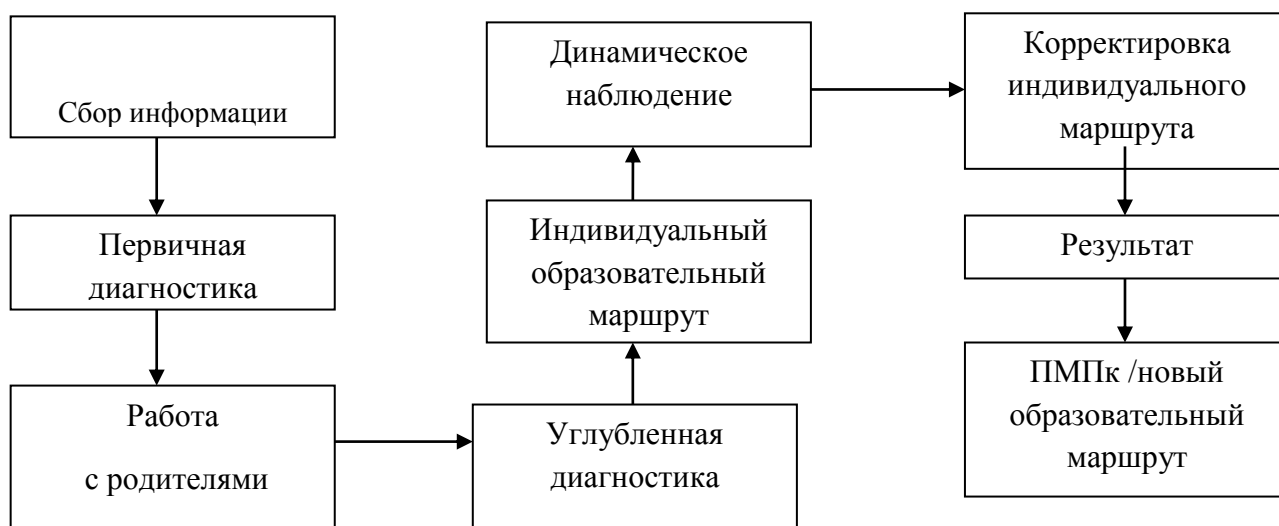 Сбор информации
Первичная
диагностика
Работа
с родителями
Углубленная
диагностика
Индивидуальный
образовательный
маршрут
Динамическое
наблюдение
Корректировка
индивидуального
маршрута
Результат
ПМПк /новый
образовательный
маршрут